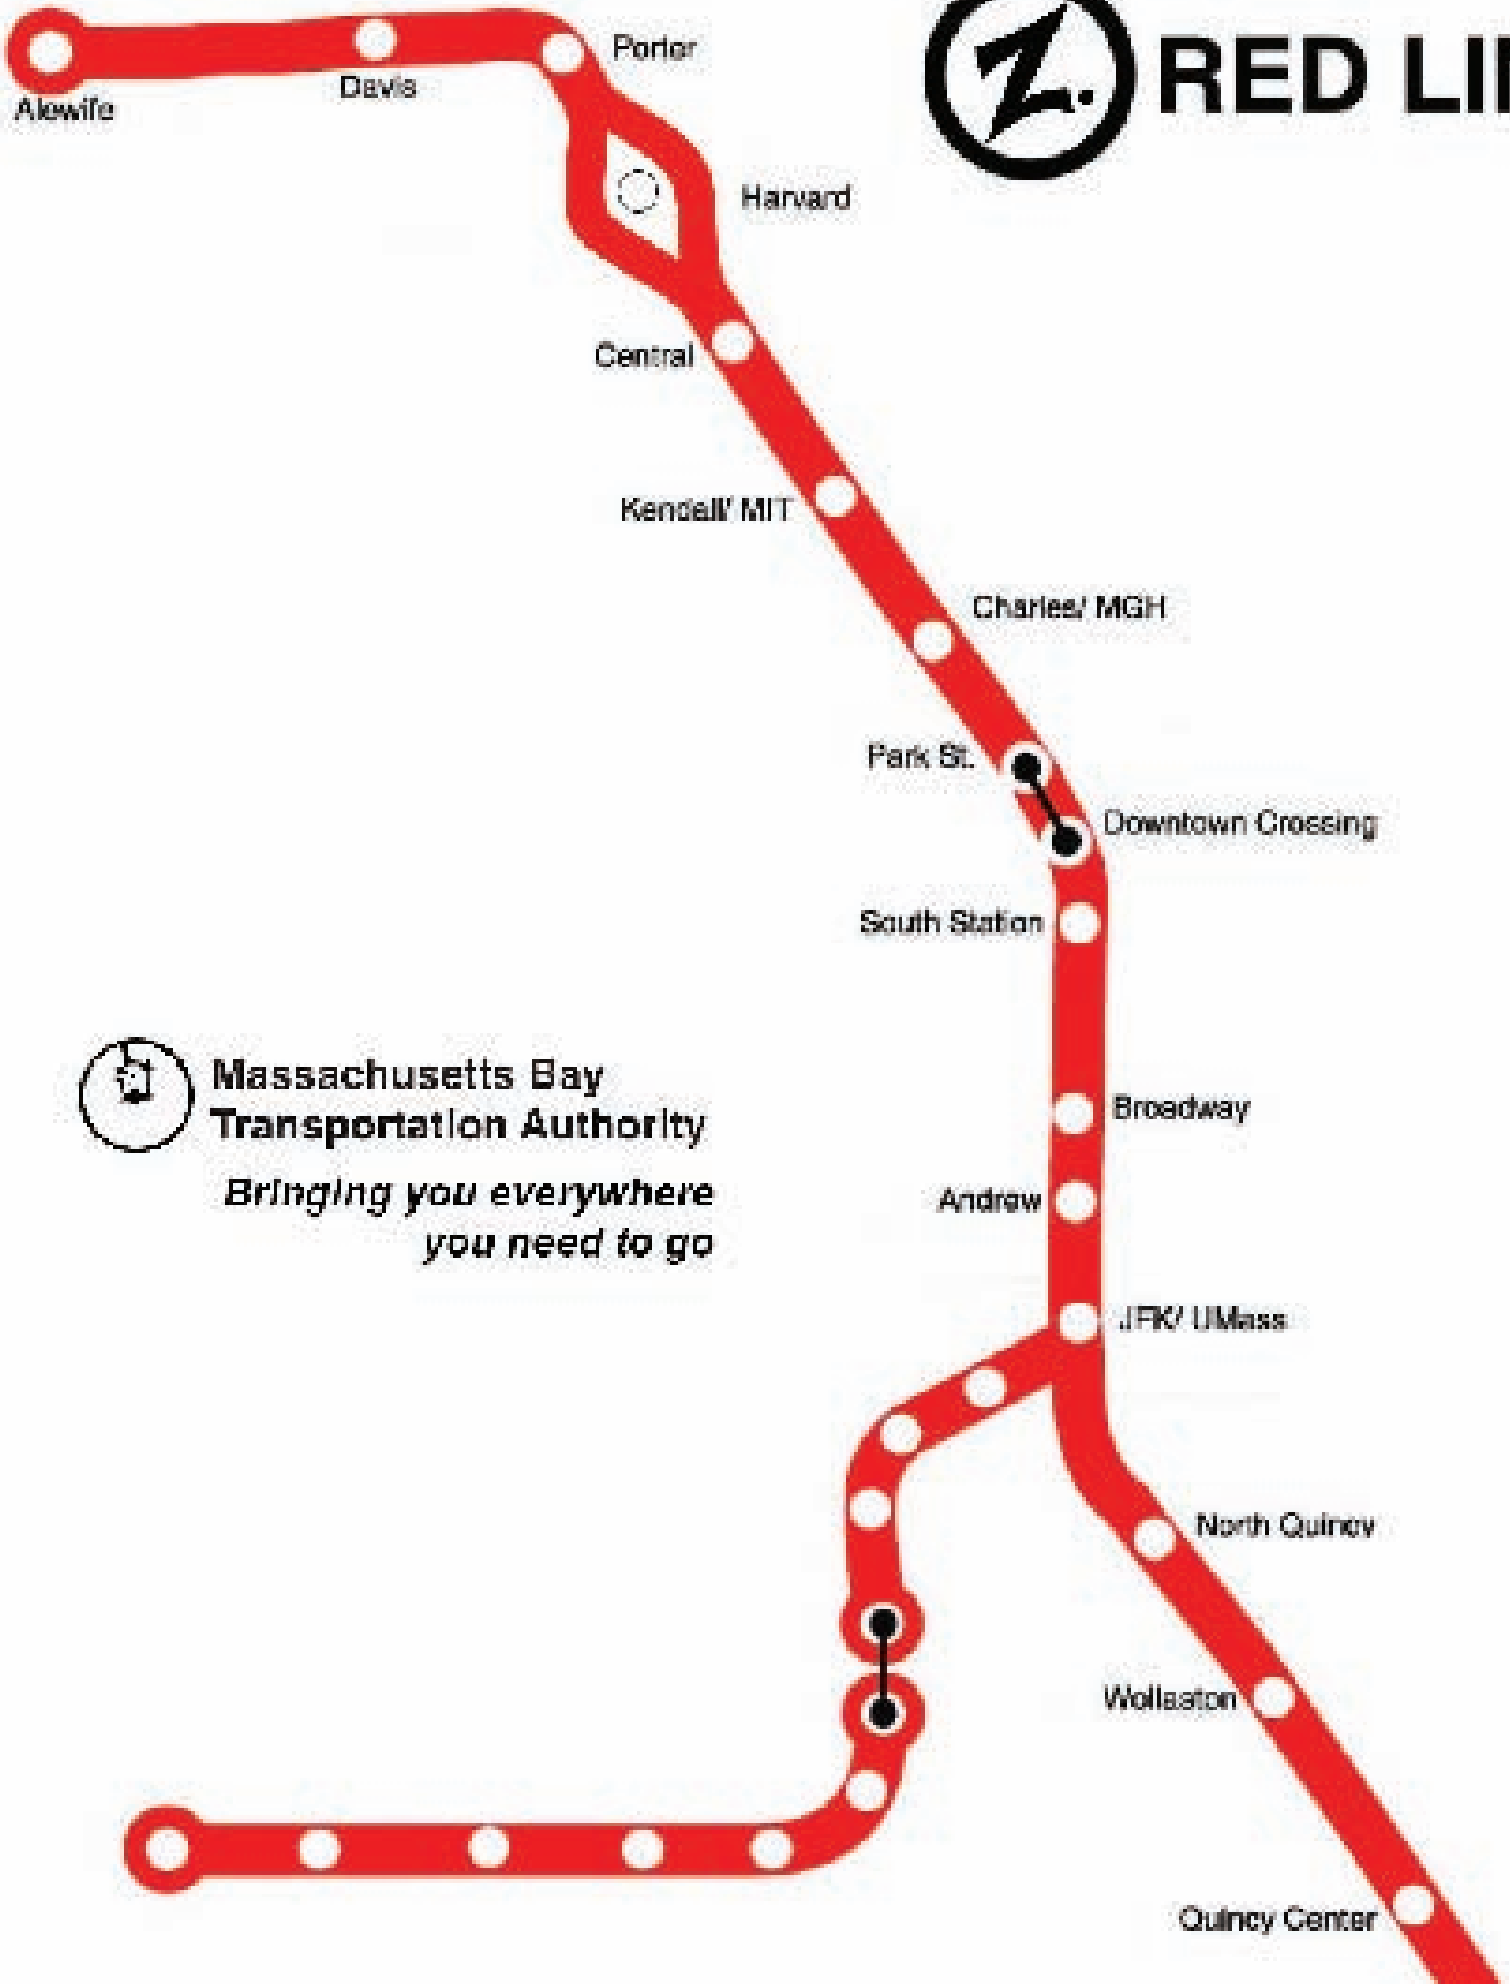 Z. RED LI
Alewife
Davis
Porter
Harvard
Central
Kendall/ MIT
Charles/ MGH
Park St.
Downtown Crossing
South Station
Massachusetts Bay
Transportation Authority
Bringing you everywhere
you need to go
Broadway
Andrew
JFK/ UMass
North Quincy
Wollaston
Quincy Center